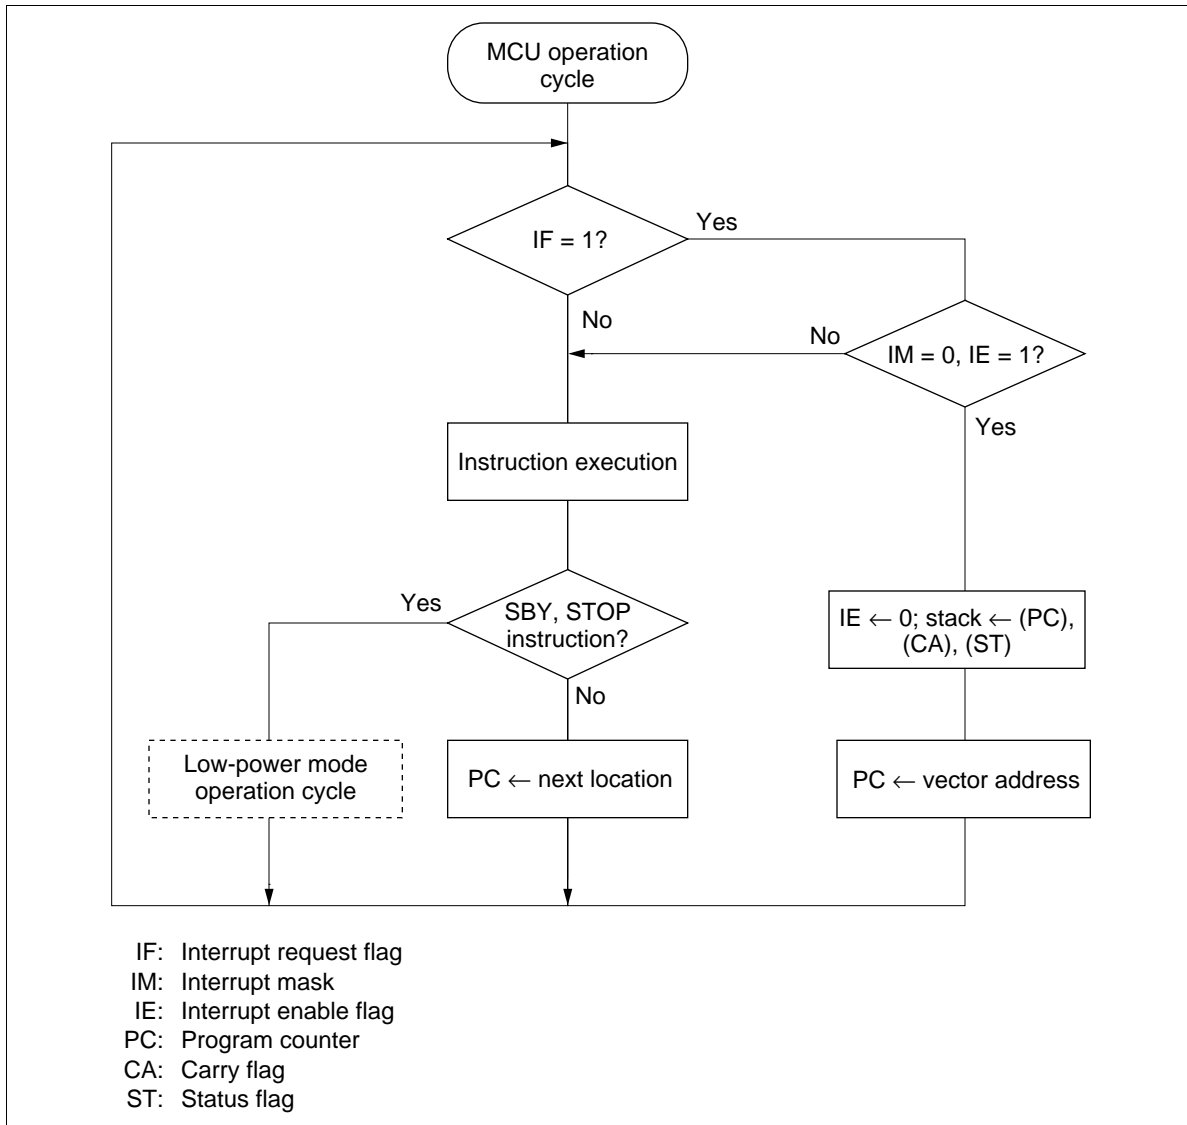 MCU operation
cycle
IF = 1?
Yes
No
No
IM = 0, IE = 1?
Yes
Instruction execution
Yes
SBY, STOP
instruction?
No
IE ← 0; stack ← (PC),
(CA), (ST)
Low-power mode
operation cycle
PC ← next location
PC ← vector address
IF: Interrupt request flag
IM: Interrupt mask
IE: Interrupt enable flag
PC: Program counter
CA: Carry flag
ST: Status flag